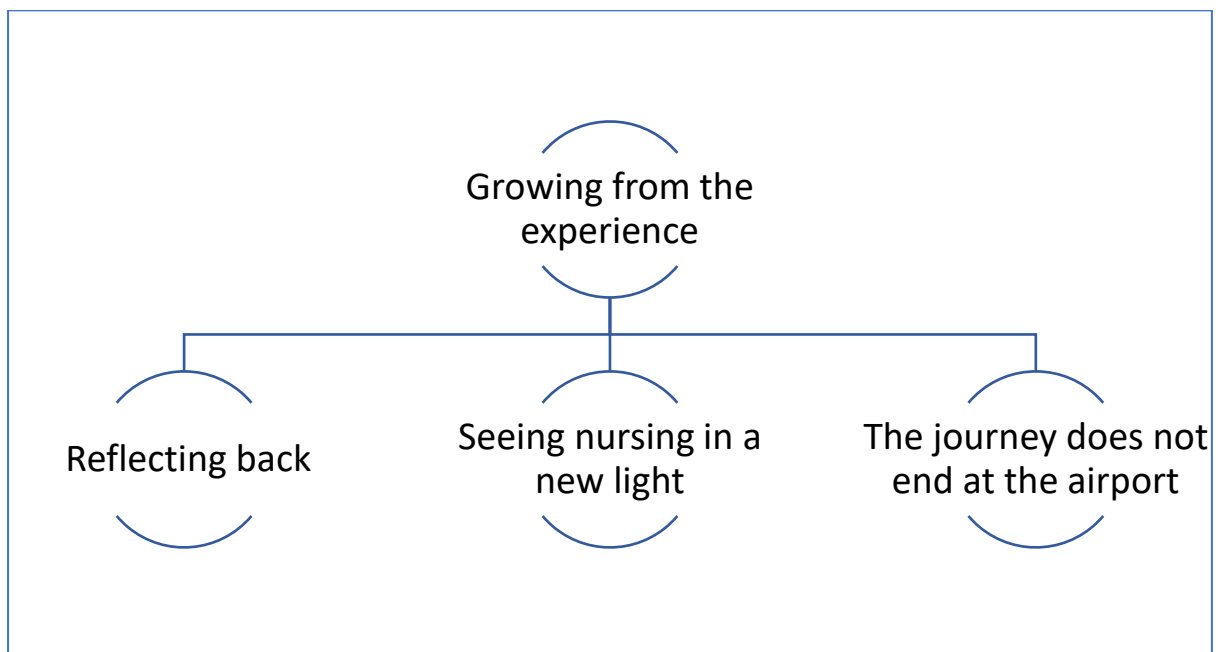 Growing from the
experience
Reflecting back
Seeing nursing in a
new light
The journey does not
end at the airport